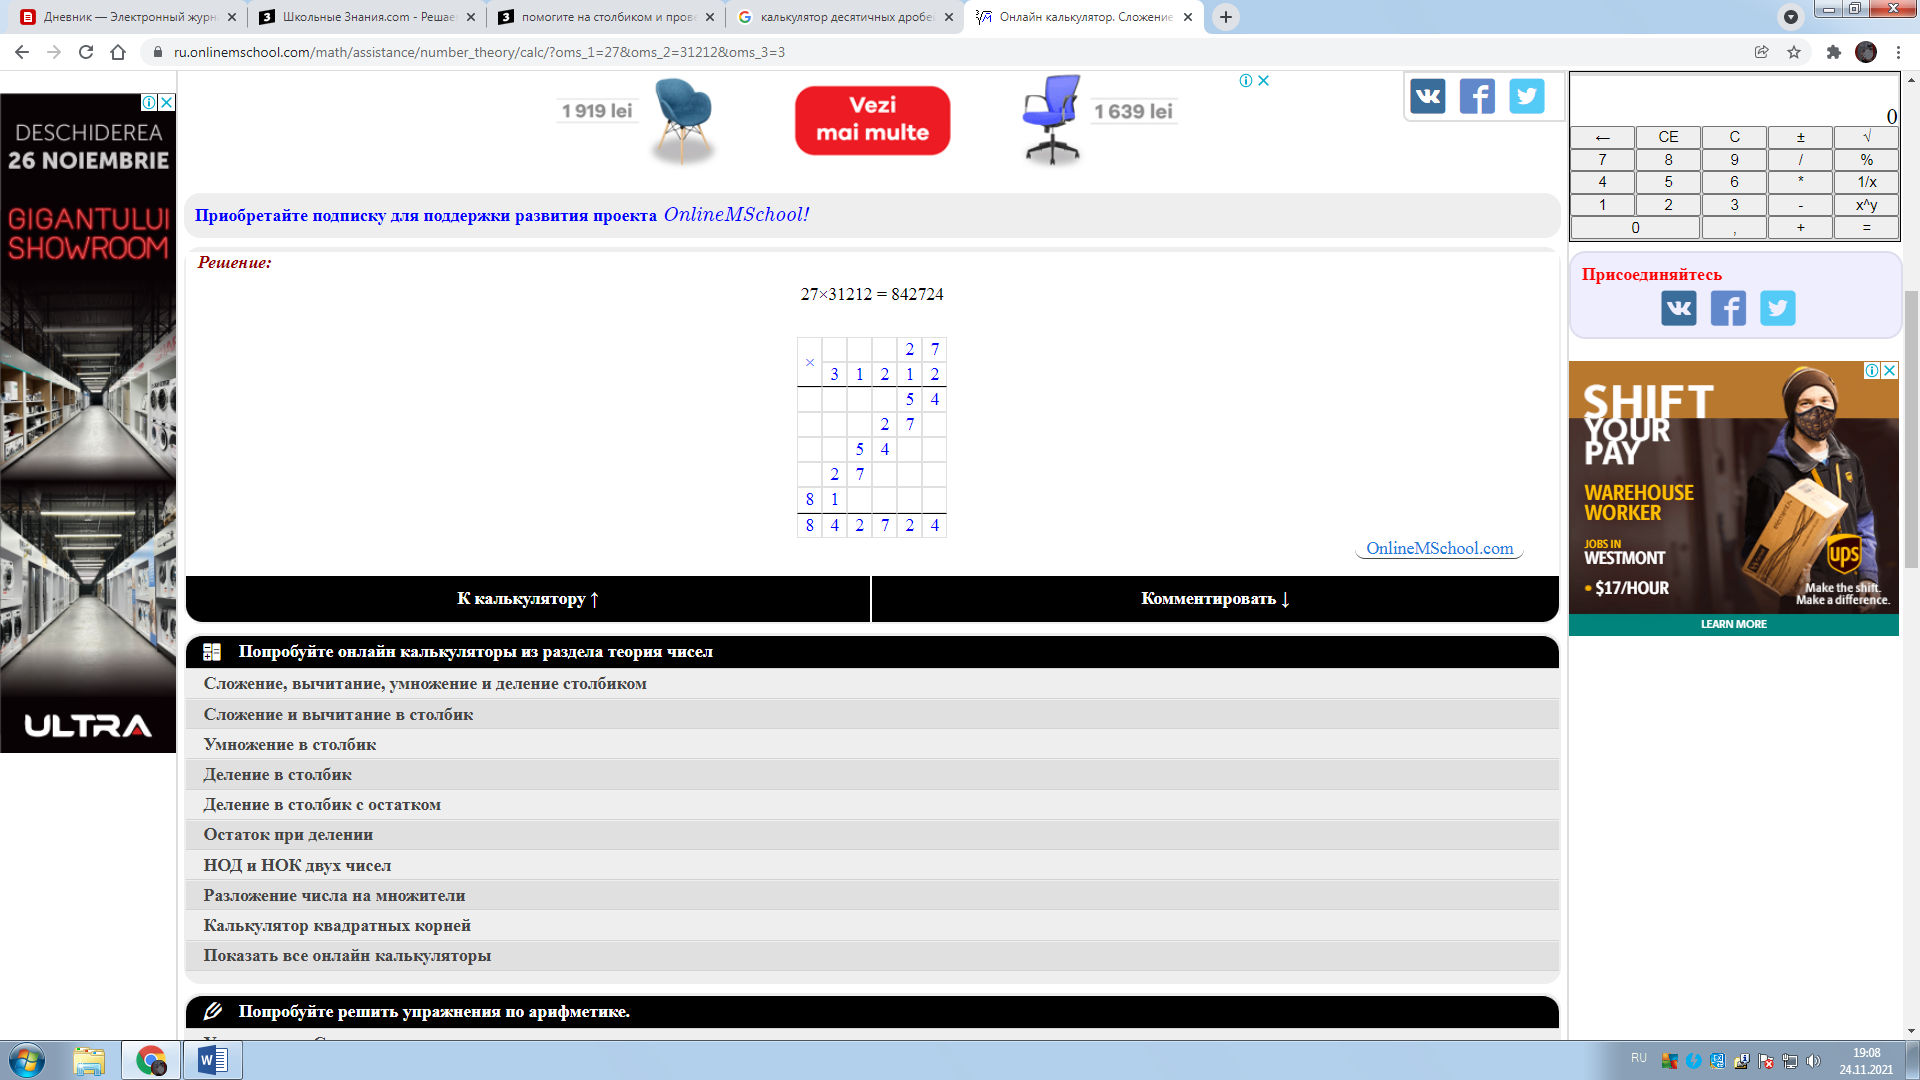 Дневник — Электронный журн
Школьные Знания.com - Решае
помогите на столбиком и пров
калькулятор десятичных дробей
Онлайн калькулятор. Сложение
ru.onlinemschool.com/math/assistance/number_theory/calc/?oms_1=27&oms_2=31212&oms_3=3
DESCHIDEREA
26 NOIEMBRIE
GIGANTULUI
SHOWROOM
ULTRA
1 919 lei
Vezi
mai multe
1 639 lei
Приобретайте подписку для поддержки развития проекта OnlineMSchool!
Решение:
27×31212 = 842724
2 7
×
3 1 2 1 2
5 4
2 7
5 4
2 7
8 1
8 4 2 7 2 4
OnlineMSchool.com
К калькулятору ↑
Комментировать ↓
Попробуйте онлайн калькуляторы из раздела теория чисел
Сложение, вычитание, умножение и деление столбиком
Сложение и вычитание в столбик
Умножение в столбик
Деление в столбик
Деление в столбик с остатком
Остаток при делении
НОД и НОК двух чисел
Разложение числа на множители
Калькулятор квадратных корней
Показать все онлайн калькуляторы
Попробуйте решить упражнения по арифметике.
0
← CE C ± √
7 8 9 / %
4 5 6 * 1/x
1 2 3 - x^y
0 , + =
Присоединяйтесь
SHIFT
YOUR
PAY
WAREHOUSE
WORKER
JOBS IN
WESTMONT
• $17/HOUR
ups
Make the shift.
Make a difference.
LEARN MORE
RU
19:08
24.11.2021